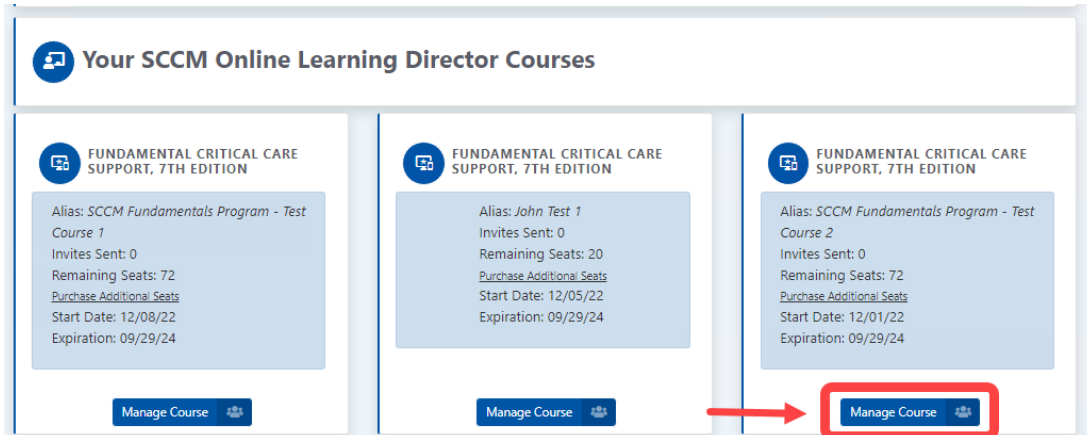 Your SCCM Online Learning Director Courses
FUNDAMENTAL CRITICAL CARE
SUPPORT, 7TH EDITION
Alias: SCCM Fundamentals Program - Test
Course 1
Invites Sent: 0
Remaining Seats: 72
Purchase Additional Seats
Start Date: 12/08/22
Expiration: 09/29/24
Manage Course
FUNDAMENTAL CRITICAL CARE
SUPPORT, 7TH EDITION
Alias: John Test 1
Invites Sent: 0
Remaining Seats: 20
Purchase Additional Seats
Start Date: 12/05/22
Expiration: 09/29/24
Manage Course
FUNDAMENTAL CRITICAL CARE
SUPPORT, 7TH EDITION
Alias: SCCM Fundamentals Program - Test
Course 2
Invites Sent: 0
Remaining Seats: 72
Purchase Additional Seats
Start Date: 12/01/22
Expiration: 09/29/24
Manage Course